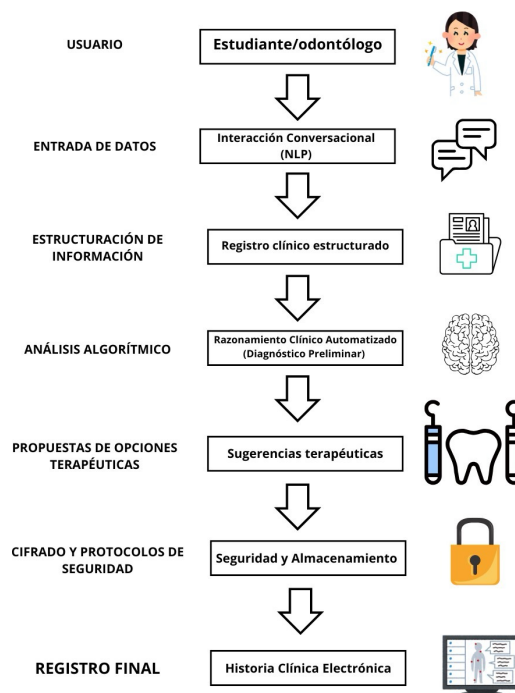 USUARIO
Estudiante/odontólogo
ENTRADA DE DATOS
Interacción Conversacional
(NLP)
ESTRUCTURACIÓN DE
INFORMACIÓN
Registro clínico estructurado
ANÁLISIS ALGORÍTMICO
Razonamiento Clínico Automatizado
(Diagnóstico Preliminar)
PROPUESTAS DE OPCIONES
TERAPÉUTICAS
Sugerencias terapéuticas
CIFRADO Y PROTOCOLOS DE
SEGURIDAD
Seguridad y Almacenamiento
REGISTRO FINAL
Historia Clínica Electrónica